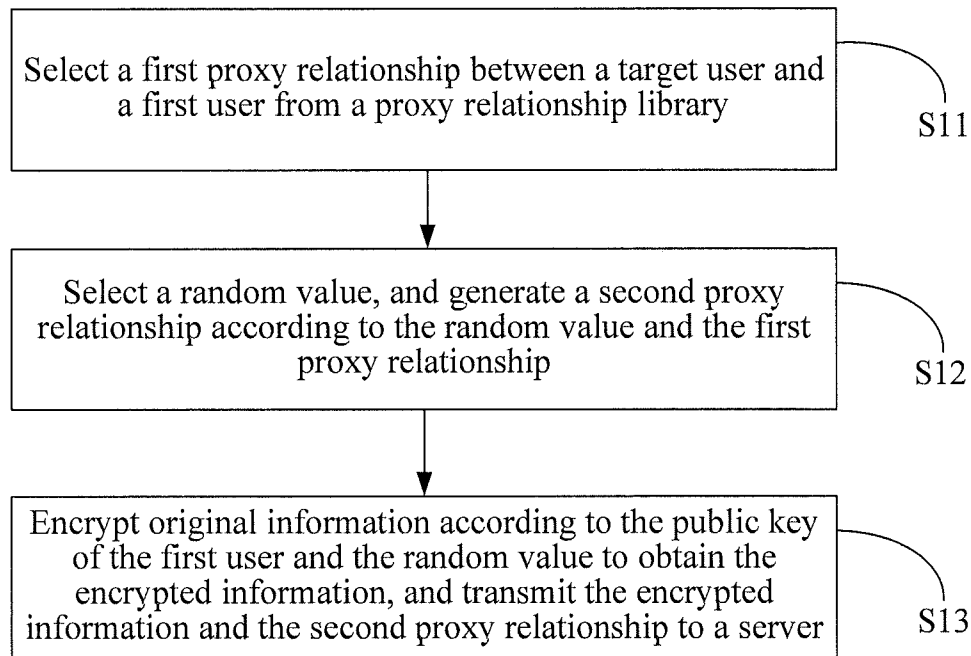 Select a first proxy relationship between a target user and
a first user from a proxy relationship library
S11
Select a random value, and generate a second proxy
relationship according to the random value and the first
proxy relationship
S12
Encrypt original information according to the public key
of the first user and the random value to obtain the
encrypted information, and transmit the encrypted
information and the second proxy relationship to a server
S13